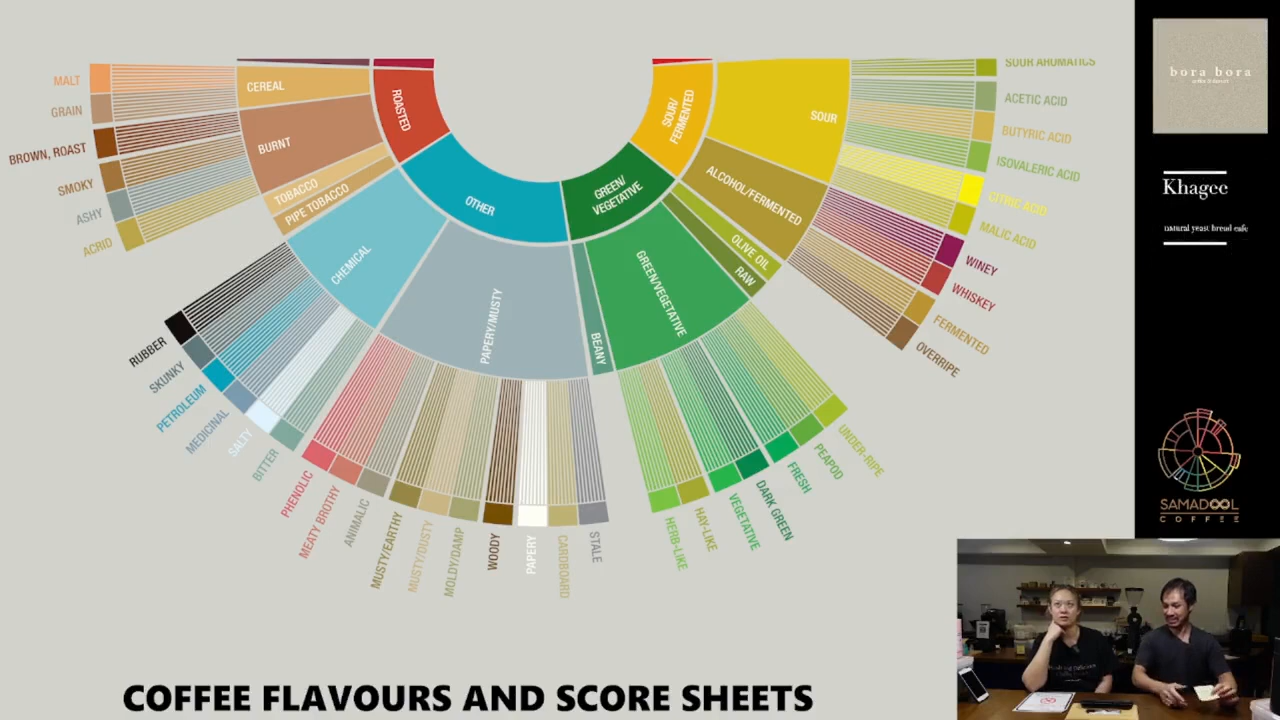 MALT
GRAIN
BROWN, ROAST
SMOKY
ASHY
ACRID
CEREAL
BURNT
TOBACCO
PIPE TOBACCO
ROASTED
OTHER
GREEN/
VEGETATIVE
SOUR/
FERMENTED
CHEMICAL
PAPERY/MUSTY
BEANY
GREEN/VEGETATIVE
RAW
OLIVE OIL
ALCOHOL/FERMENTED
SOUR
SOUR AROMATICS
ACETIC ACID
BUTYRIC ACID
ISOVALERIC ACID
CITRIC ACID
MALIC ACID
WINEY
WHISKEY
FERMENTED
OVERRIPE
RUBBER
SKUNKY
PETROLEUM
MEDICINAL
SALTY
BITTER
PHENOLIC
MEATY BROTHY
ANIMALIC
MUSTY/EARTHY
MUSTY/DUSTY
MOLDY/DAMP
WOODY
PAPERY
CARDBOARD
STALE
HERB-LIKE
HAY-LIKE
VEGETATIVE
DARK GREEN
FRESH
PEAPOD
UNDER-RIPE
COFFEE FLAVOURS AND SCORE SHEETS
bora bora
Khagee
natural yeast bread cafe
SAMADOOL
COFFEE